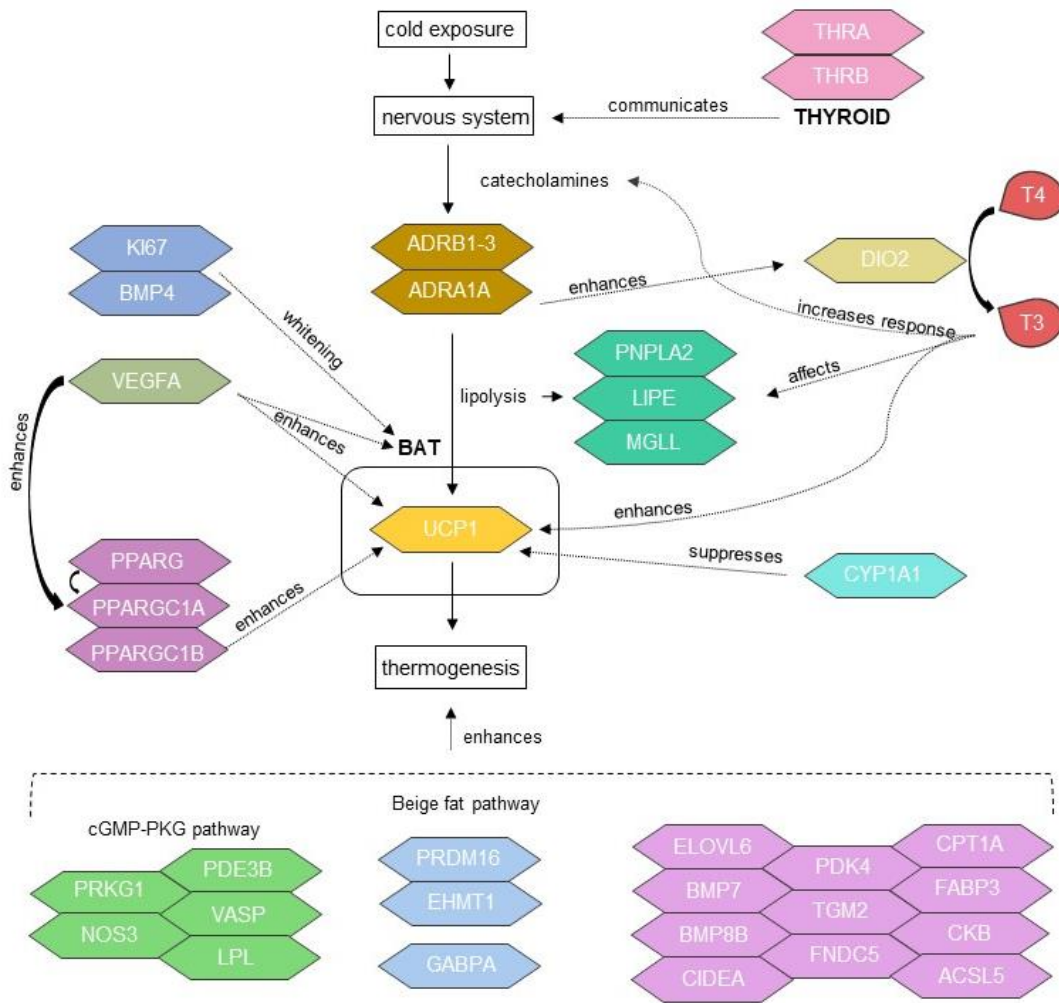 cold exposure
THRA
THRB
THYROID
communicates
nervous system
catecholamines
T4
KI67
BMP4
ADRB1-3
ADRA1A
enhances
DIO2
whitening
increases response
T3
PNPLA2
LIPE
MGLL
affects
VEGFA
lipolysis
enhances
enhances
BAT
UCP1
enhances
suppresses
CYP1A1
PPARG
PPARGC1A
PPARGC1B
enhances
thermogenesis
enhances
cGMP-PKG pathway
PRKG1
NOS3
PDE3B
VASP
LPL
Beige fat pathway
PRDM16
EHMT1
GABPA
ELOVL6
BMP7
BMP8B
CIDEA
PDK4
TGM2
FNDC5
CPT1A
FABP3
CKB
ACSL5